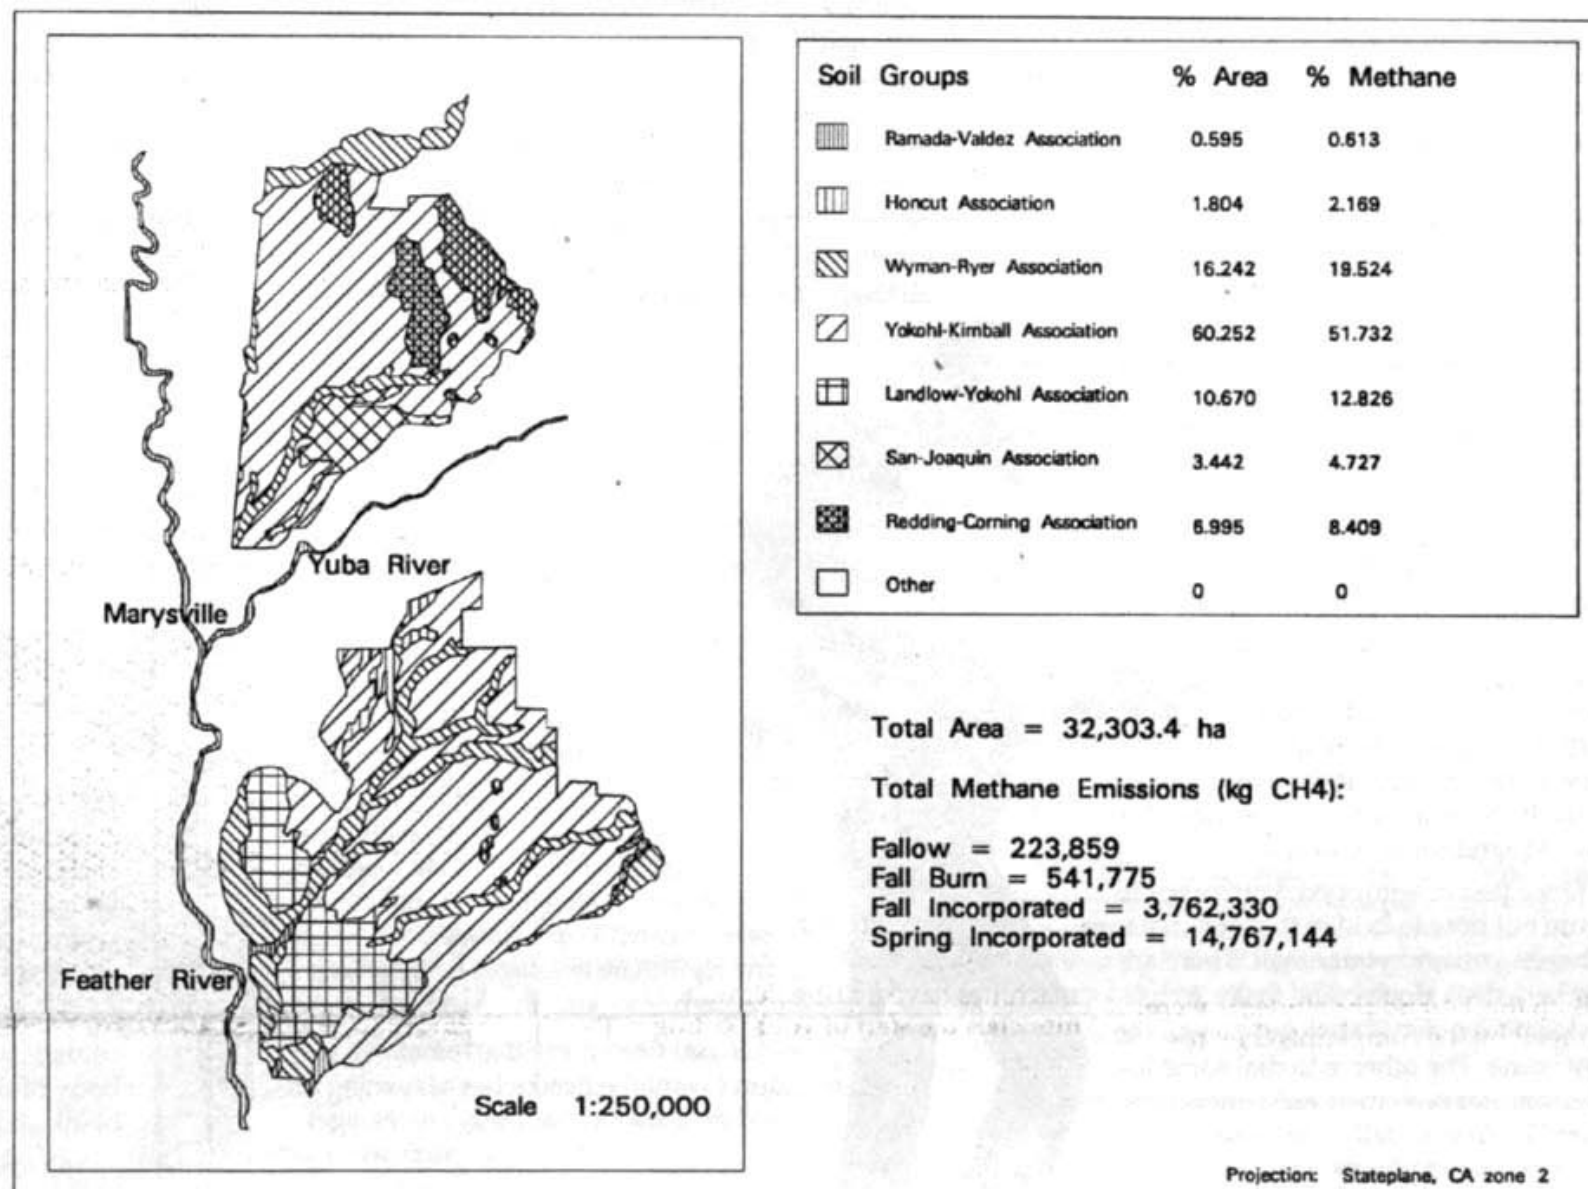 Soil Groups % Area % Methane
Ramada-Valdez Association 0.595 0.613
Honcut Association 1.804 2.169
Wyman-Ryer Association 16.242 19.524
Yokohl-Kimball Association 60.252 51.732
Landlow-Yokohl Association 10.670 12.826
San-Joaquin Association 3.442 4.727
Redding-Corning Association 6.995 8.409
Other 0 0
Yuba River
Marysville
Feather River
Scale 1:250,000
Total Area = 32,303.4 ha
Total Methane Emissions (kg CH4):
Fallow = 223,859
Fall Burn = 541,775
Fall Incorporated = 3,762,330
Spring Incorporated = 14,767,144
Projection: Stateplane, CA zone 2